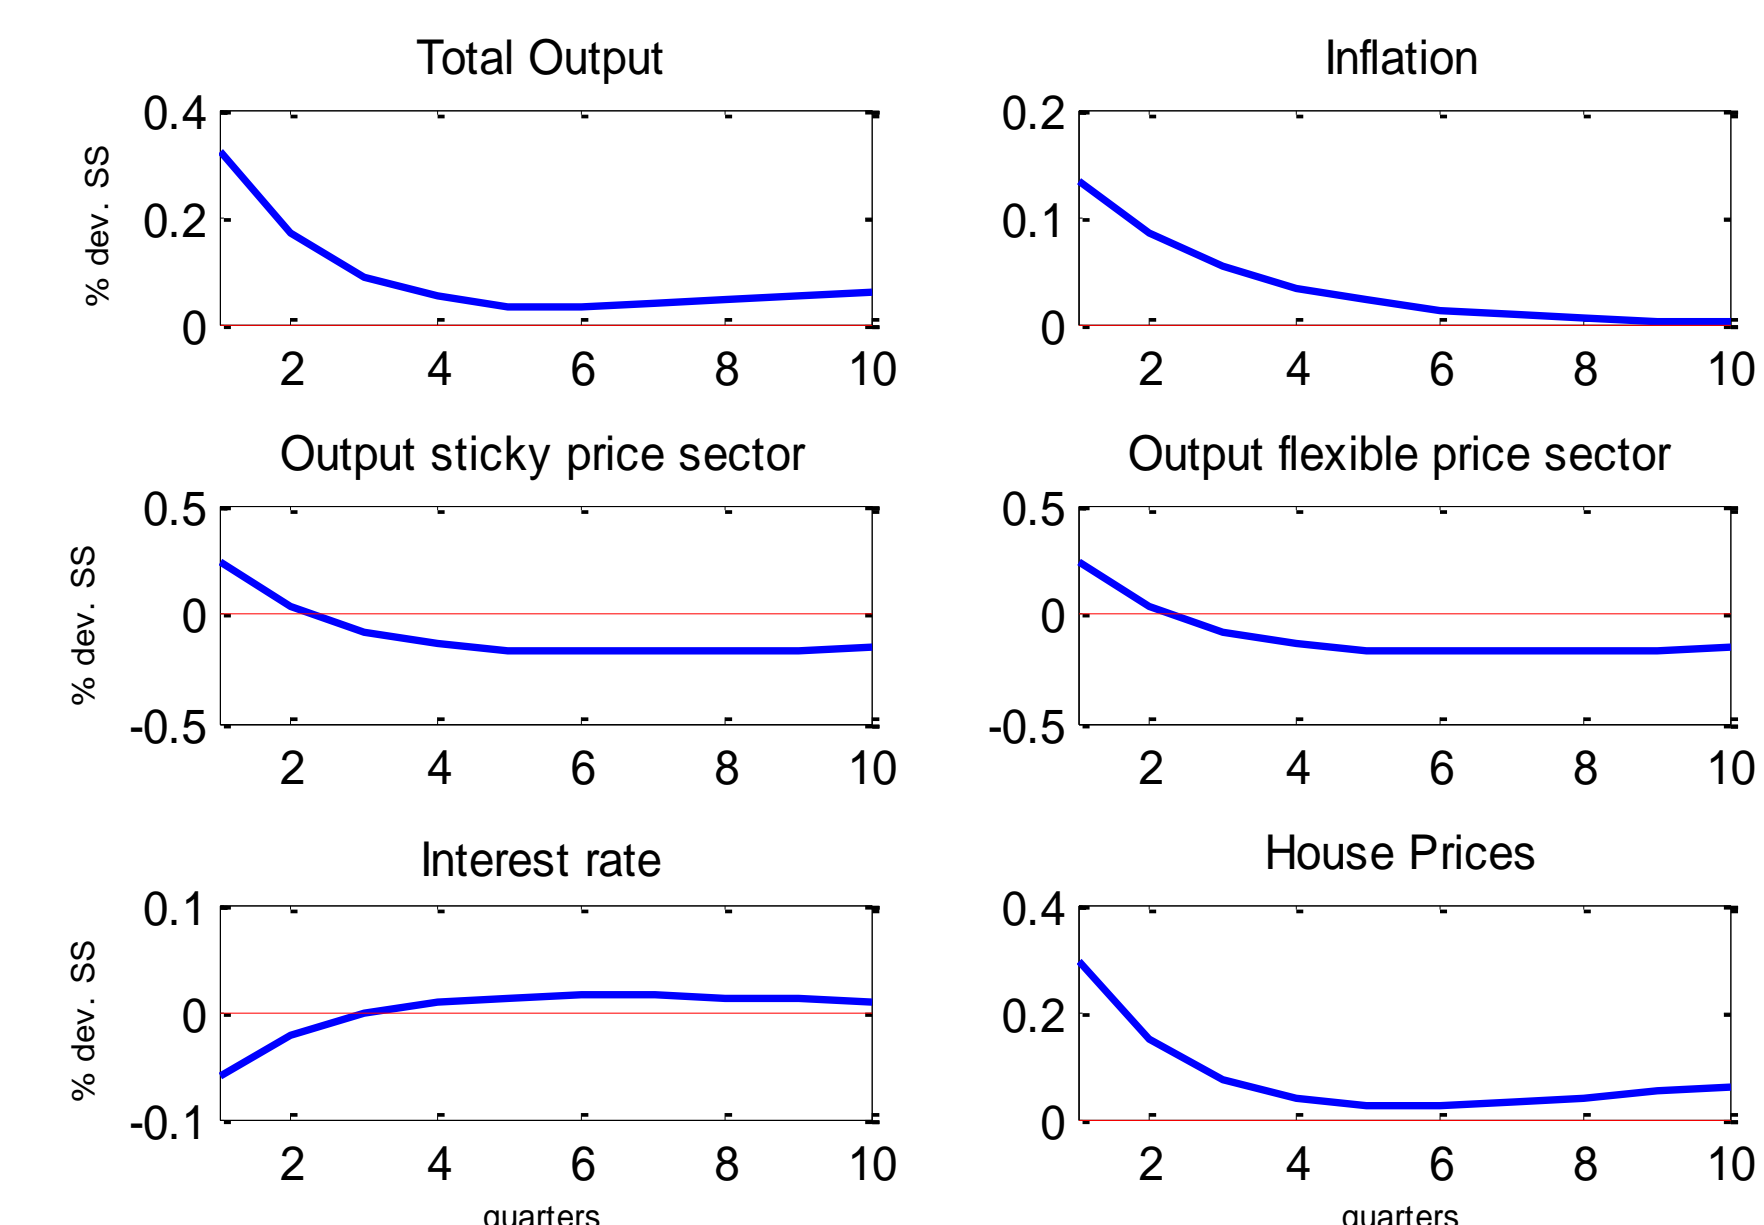 Total Output
Inflation
% dev. SS
0.4
0.2
0
2 4 6 8 10
0.2
0.1
0
2 4 6 8 10
Output sticky price sector
Output flexible price sector
% dev. SS
0.5
0
-0.5
2 4 6 8 10
0.5
0
-0.5
2 4 6 8 10
Interest rate
House Prices
% dev. SS
0.1
0
-0.1
2 4 6 8 10
0.4
0.2
0
2 4 6 8 10
quarters
quarters